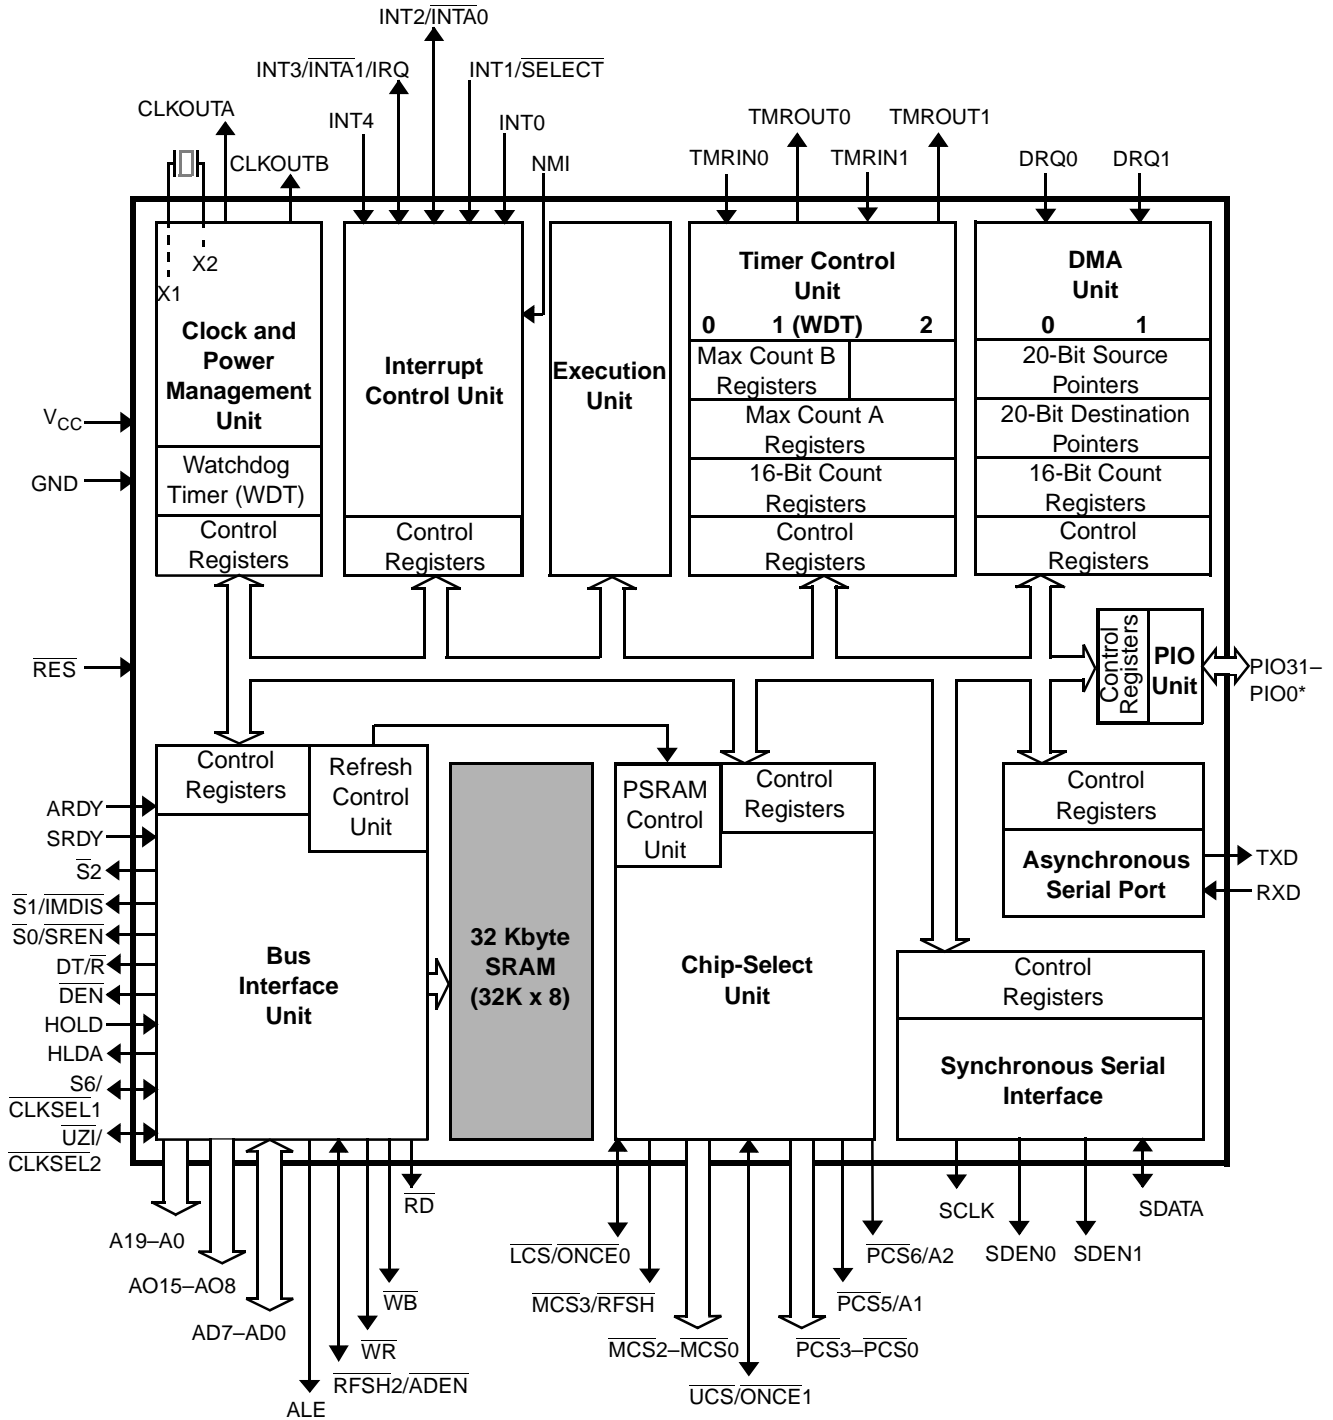 INT2/INTA0
INT3/INTA1/IRQ
INT1/SELECT
CLKOUTA
INT4
INT0
TMROUT0
TMROUT1
CLKOUTB
NMI
TMRIN0
TMRIN1
DRQ0
DRQ1
X2
X1
Clock and
Power
Management
Unit
Watchdog
Timer (WDT)
Control
Registers
Interrupt
Control Unit
Control
Registers
Execution
Unit
Timer Control
Unit
0 1 (WDT) 2
Max Count B
Registers
Max Count A
Registers
16-Bit Count
Registers
Control
Registers
DMA
Unit
0 1
20-Bit Source
Pointers
20-Bit Destination
Pointers
16-Bit Count
Registers
Control
Registers
VCC
GND
RES
Control
Registers
PIO
Unit
PIO31–
PIO0*
Control
Registers
Refresh
Control
Unit
Bus
Interface
Unit
32 Kbyte
SRAM
(32K x 8)
PSRAM
Control
Unit
Control
Registers
Chip-Select
Unit
Control
Registers
Asynchronous
Serial Port
TXD
RXD
Control
Registers
Synchronous Serial
Interface
ARDY
SRDY
S2
S1/IMDIS
S0/SREN
DT/R
DEN
HOLD
HLDA
S6/
CLKSEL1
UZI/
CLKSEL2
A19–A0
AO15–AO8
AD7–AD0
ALE
RFSH2/ADEN
WR
WB
RD
LCS/ONCE0
MCS3/RFSH
MCS2–MCS0
UCS/ONCE1
PCS3–PCS0
PCS5/A1
PCS6/A2
SCLK
SDEN0
SDEN1
SDATA